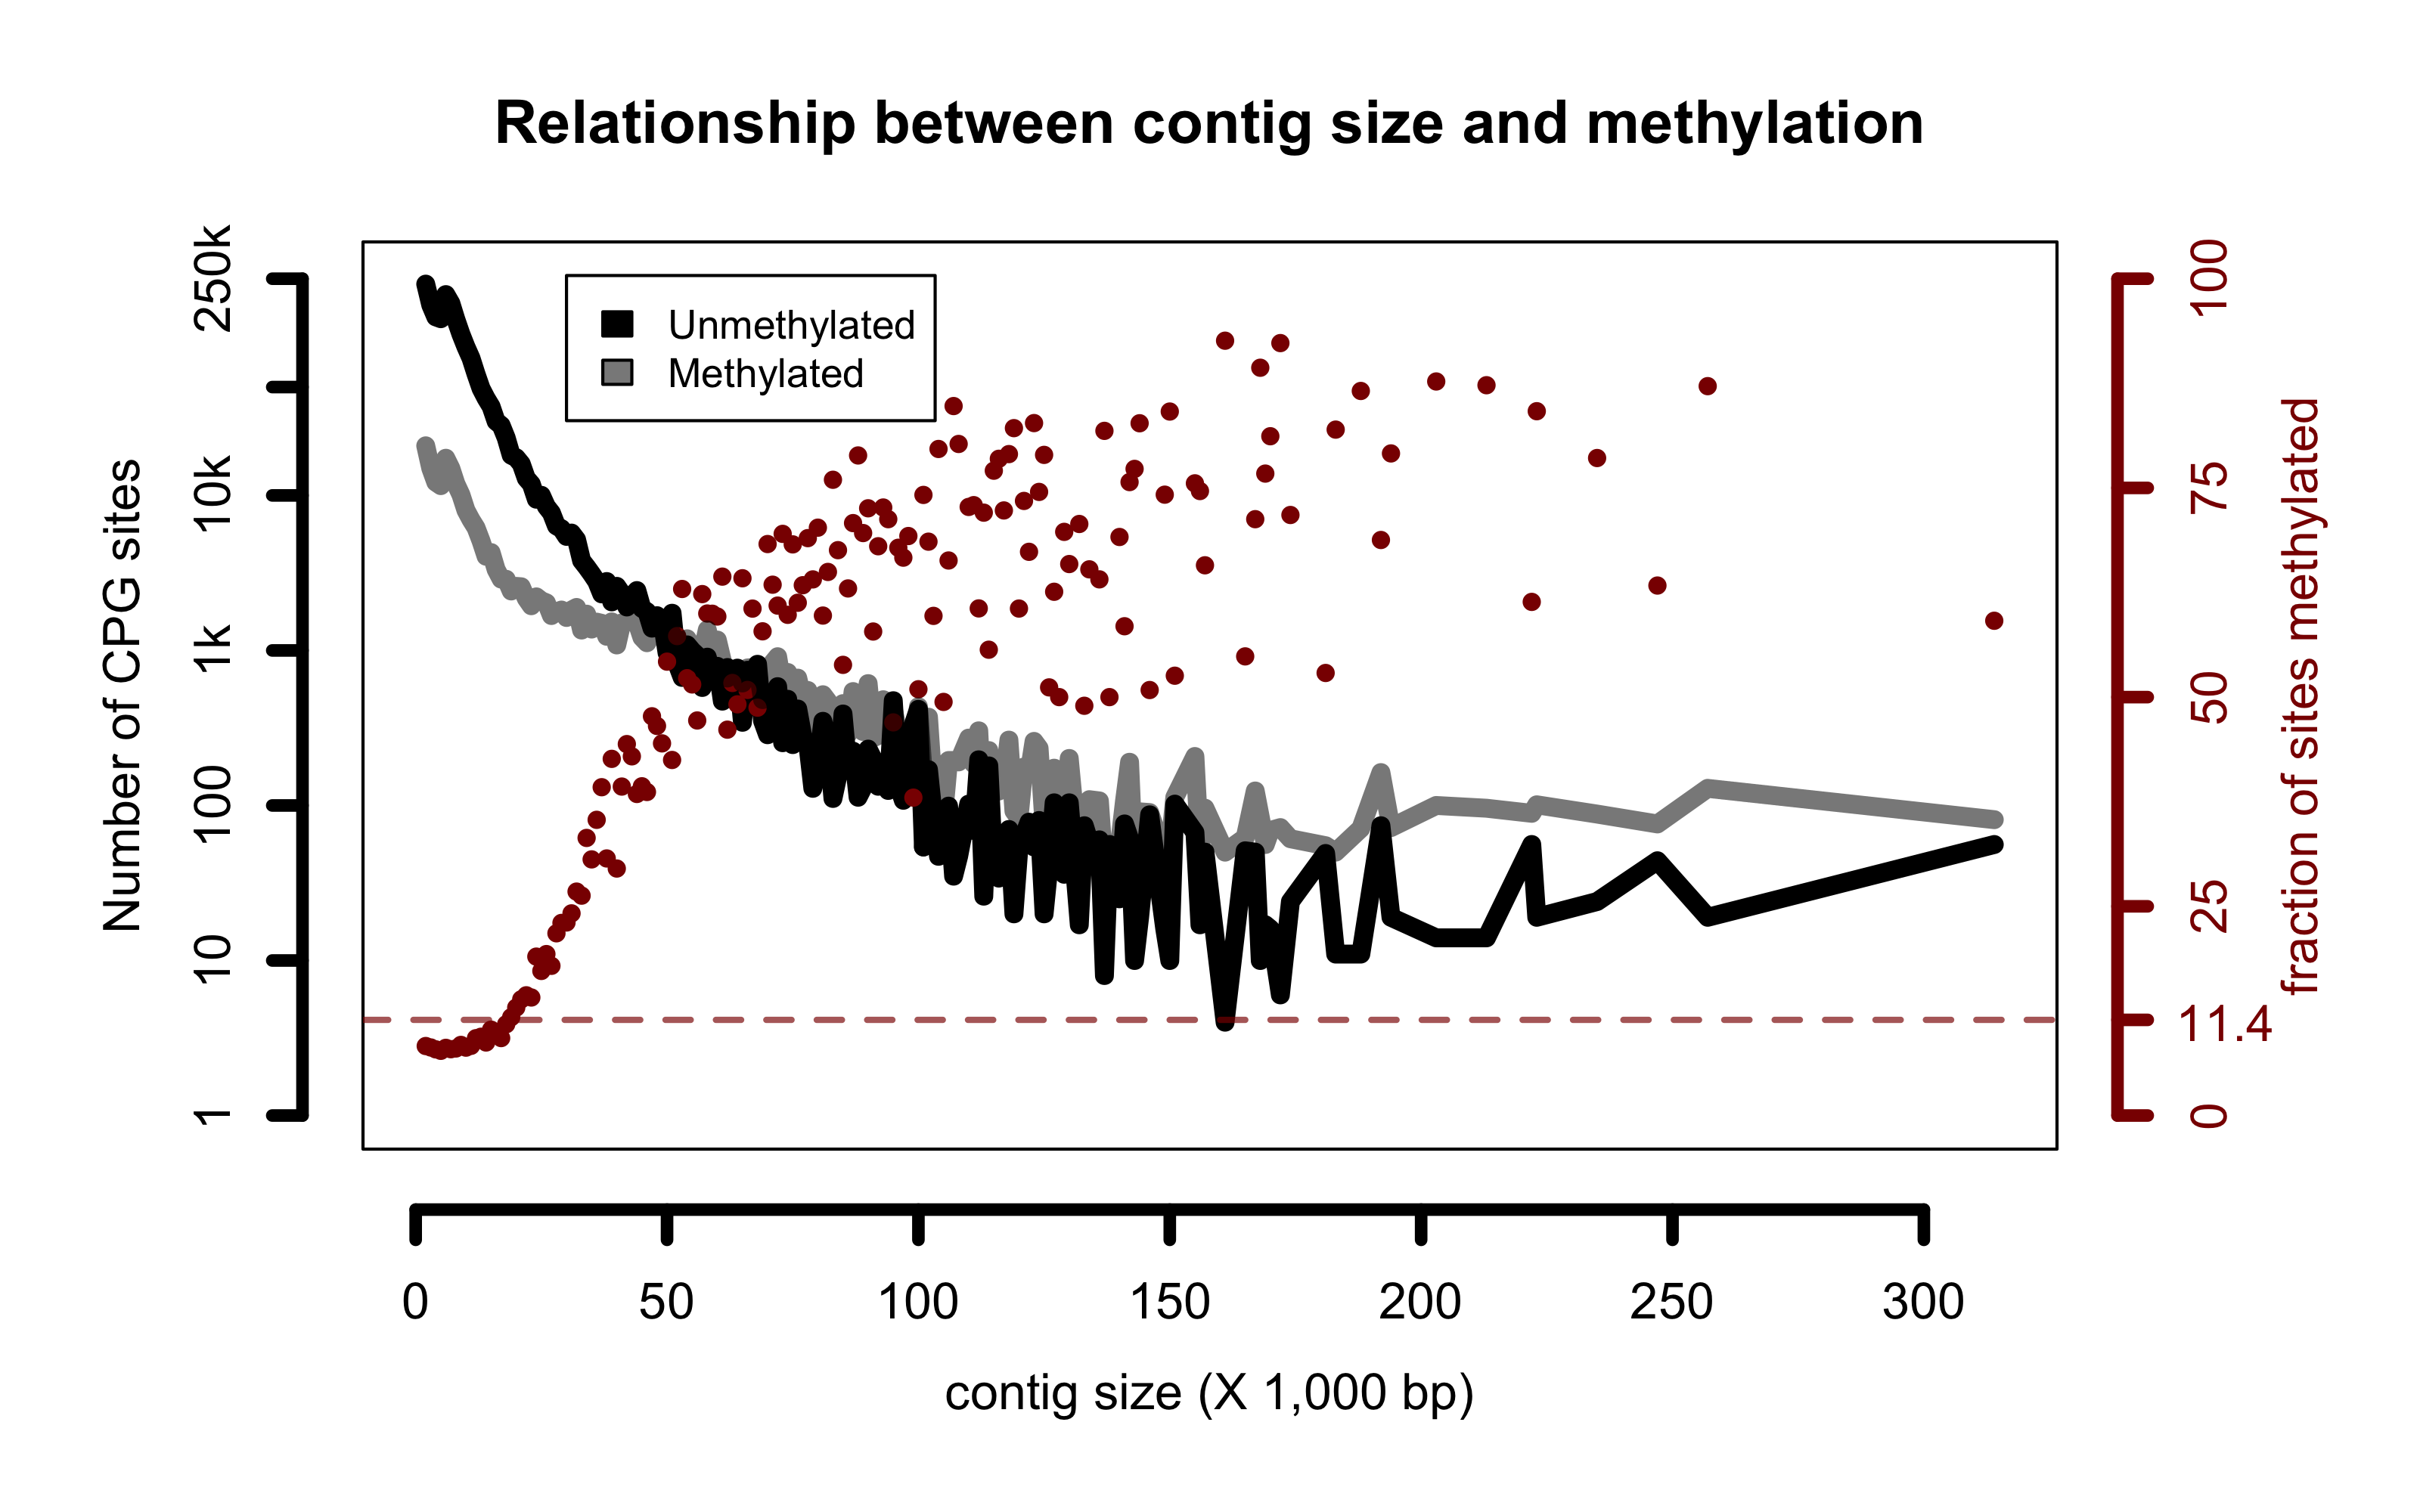 Relationship between contig size and methylation
Number of CPG sites
250k
10k
1k
100
10
1
Unmethylated
Methylated
100
75
50
25
11.4
0
fraction of sites methylated
0 50 100 150 200 250 300
contig size (X 1,000 bp)